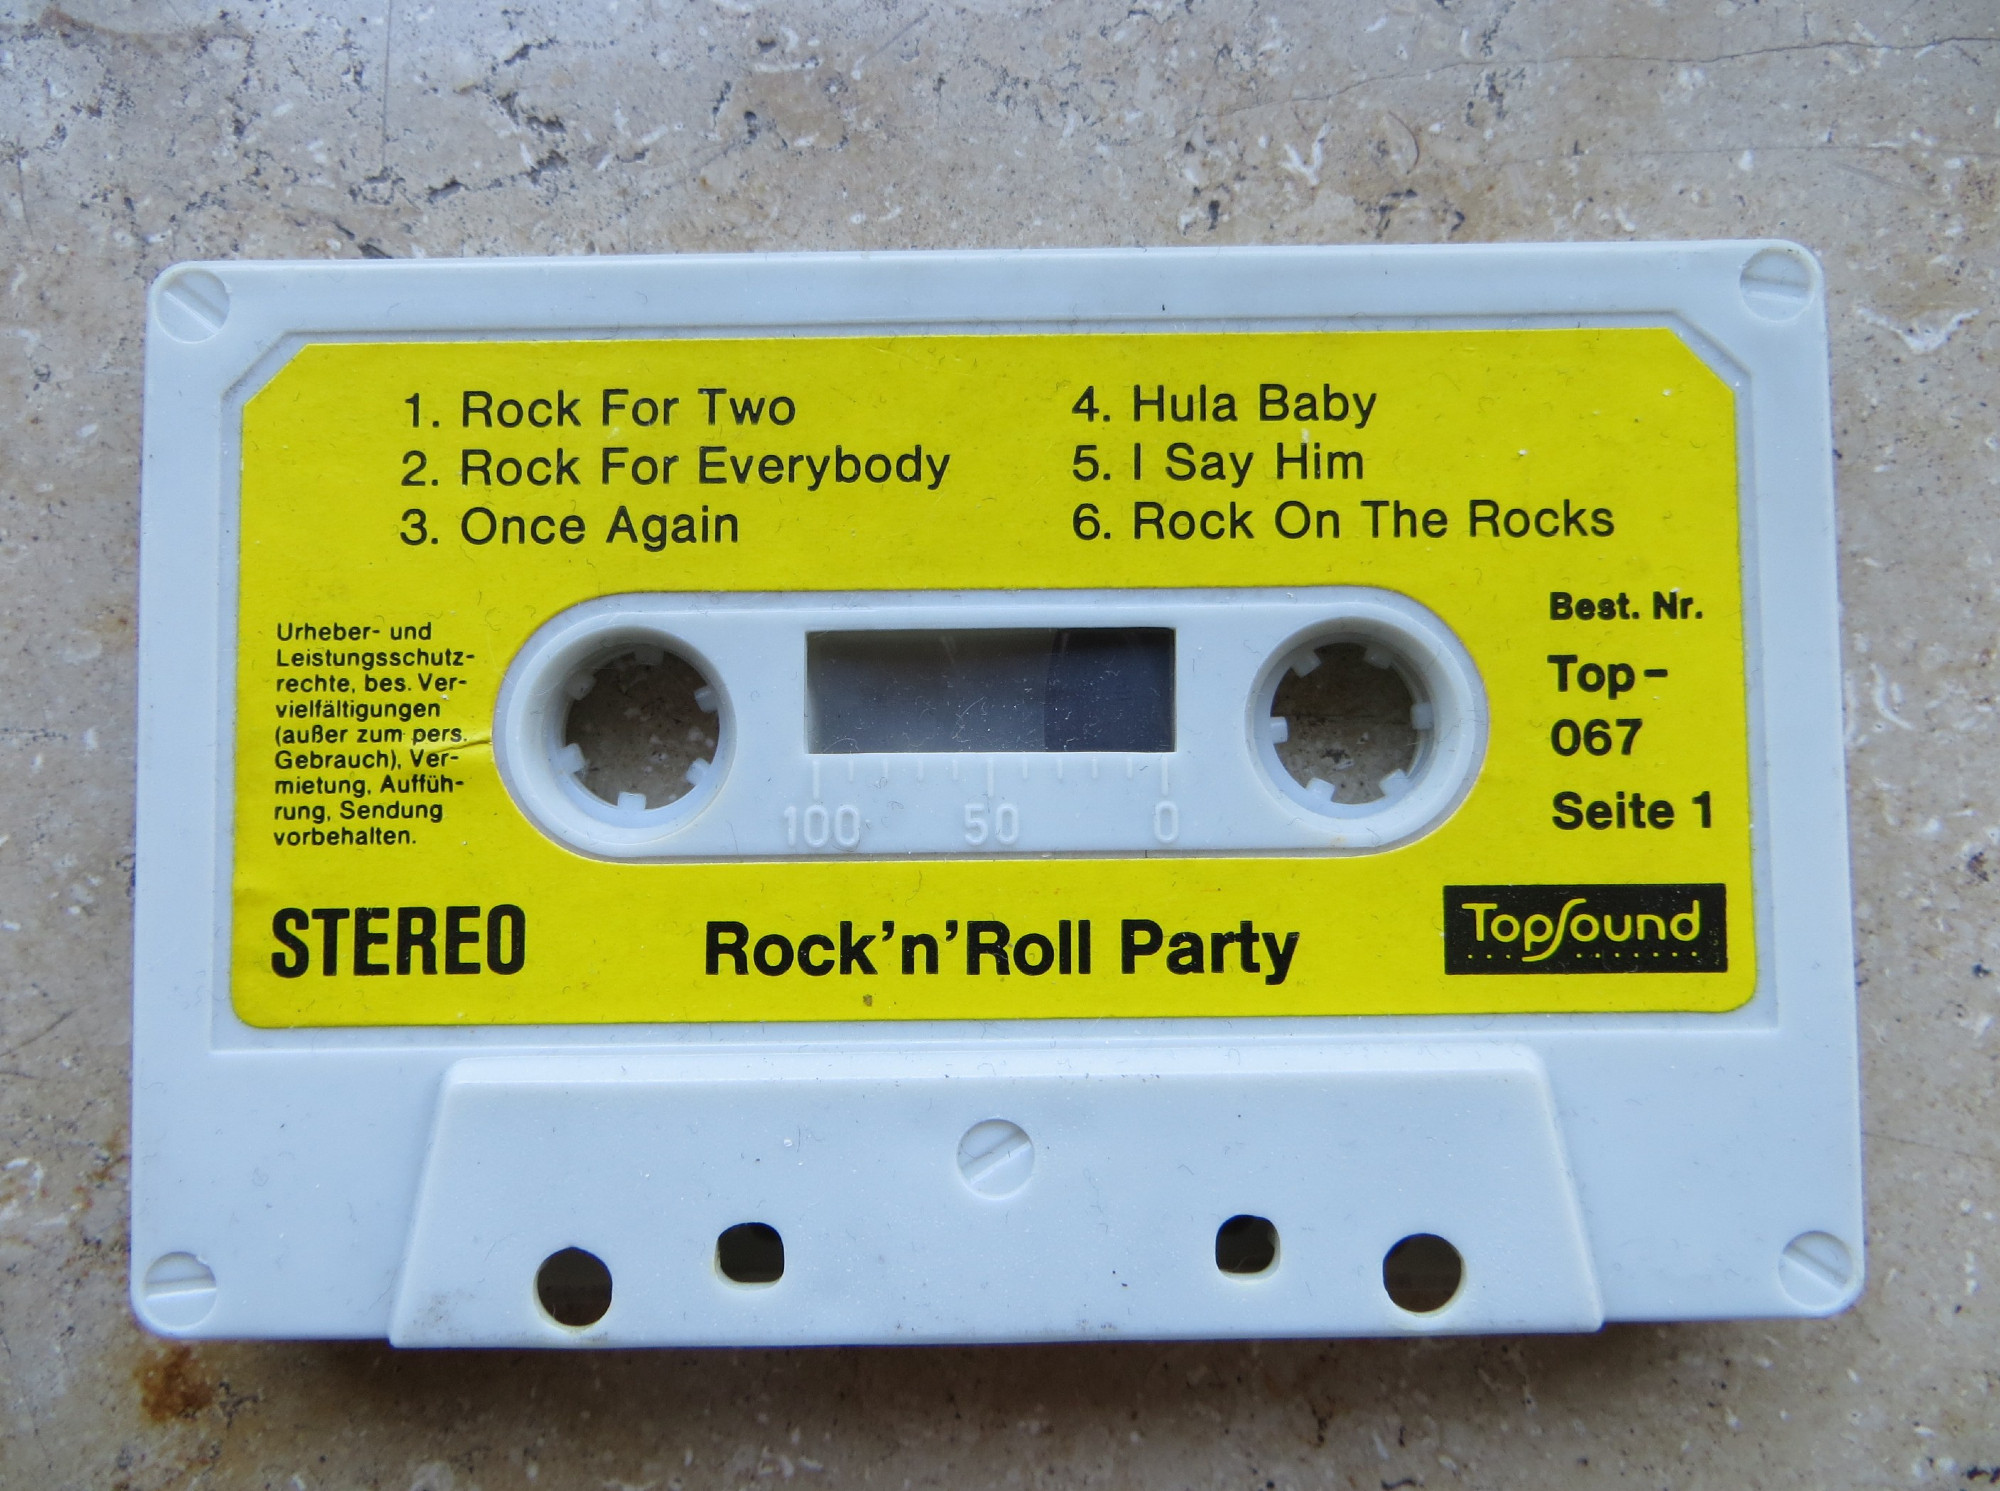 1. Rock For Two
2. Rock For Everybody
3. Once Again
4. Hula Baby
5. I Say Him
6. Rock On The Rocks
Urheber- und
Leistungsschutz-
rechte, bes. Ver-
vielfältigungen
(außer zum pers.
Gebrauch), Ver-
mietung, Auffüh-
rung, Sendung
vorbehalten.
100 50 0
Best. Nr.
Top-
067
Seite 1
STEREO
Rock'n'Roll Party
TopSound